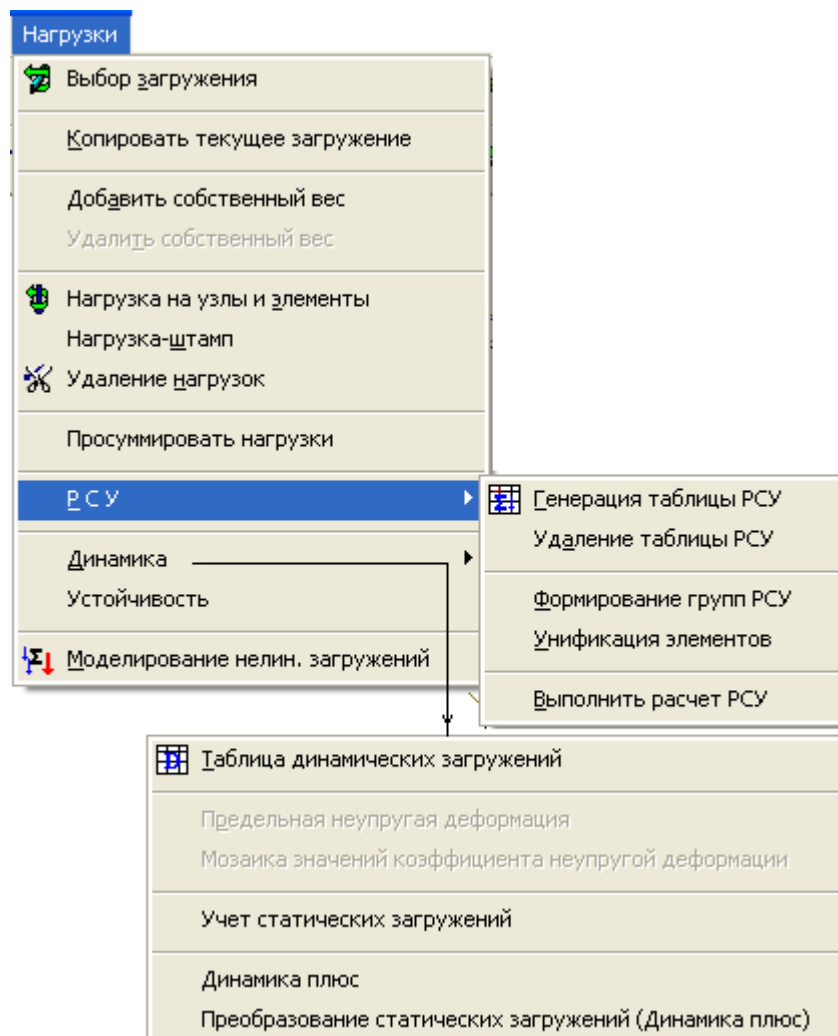 Нагрузки
Выбор загружения
Копировать текущее загружение
Добавить собственный вес
Удалить собственный вес
Нагрузка на узлы и элементы
Нагрузка-штамп
Удаление нагрузок
Просуммировать нагрузки
Р С У
Генерация таблицы РСУ
Удаление таблицы РСУ
Формирование групп РСУ
Унификация элементов
Выполнить расчет РСУ
Динамика
Устойчивость
Моделирование нелин. загружений
Таблица динамических загружений
Предельная неупругая деформация
Мозаика значений коэффициента неупругой деформации
Учет статических загружений
Динамика плюс
Преобразование статических загружений (Динамика плюс)